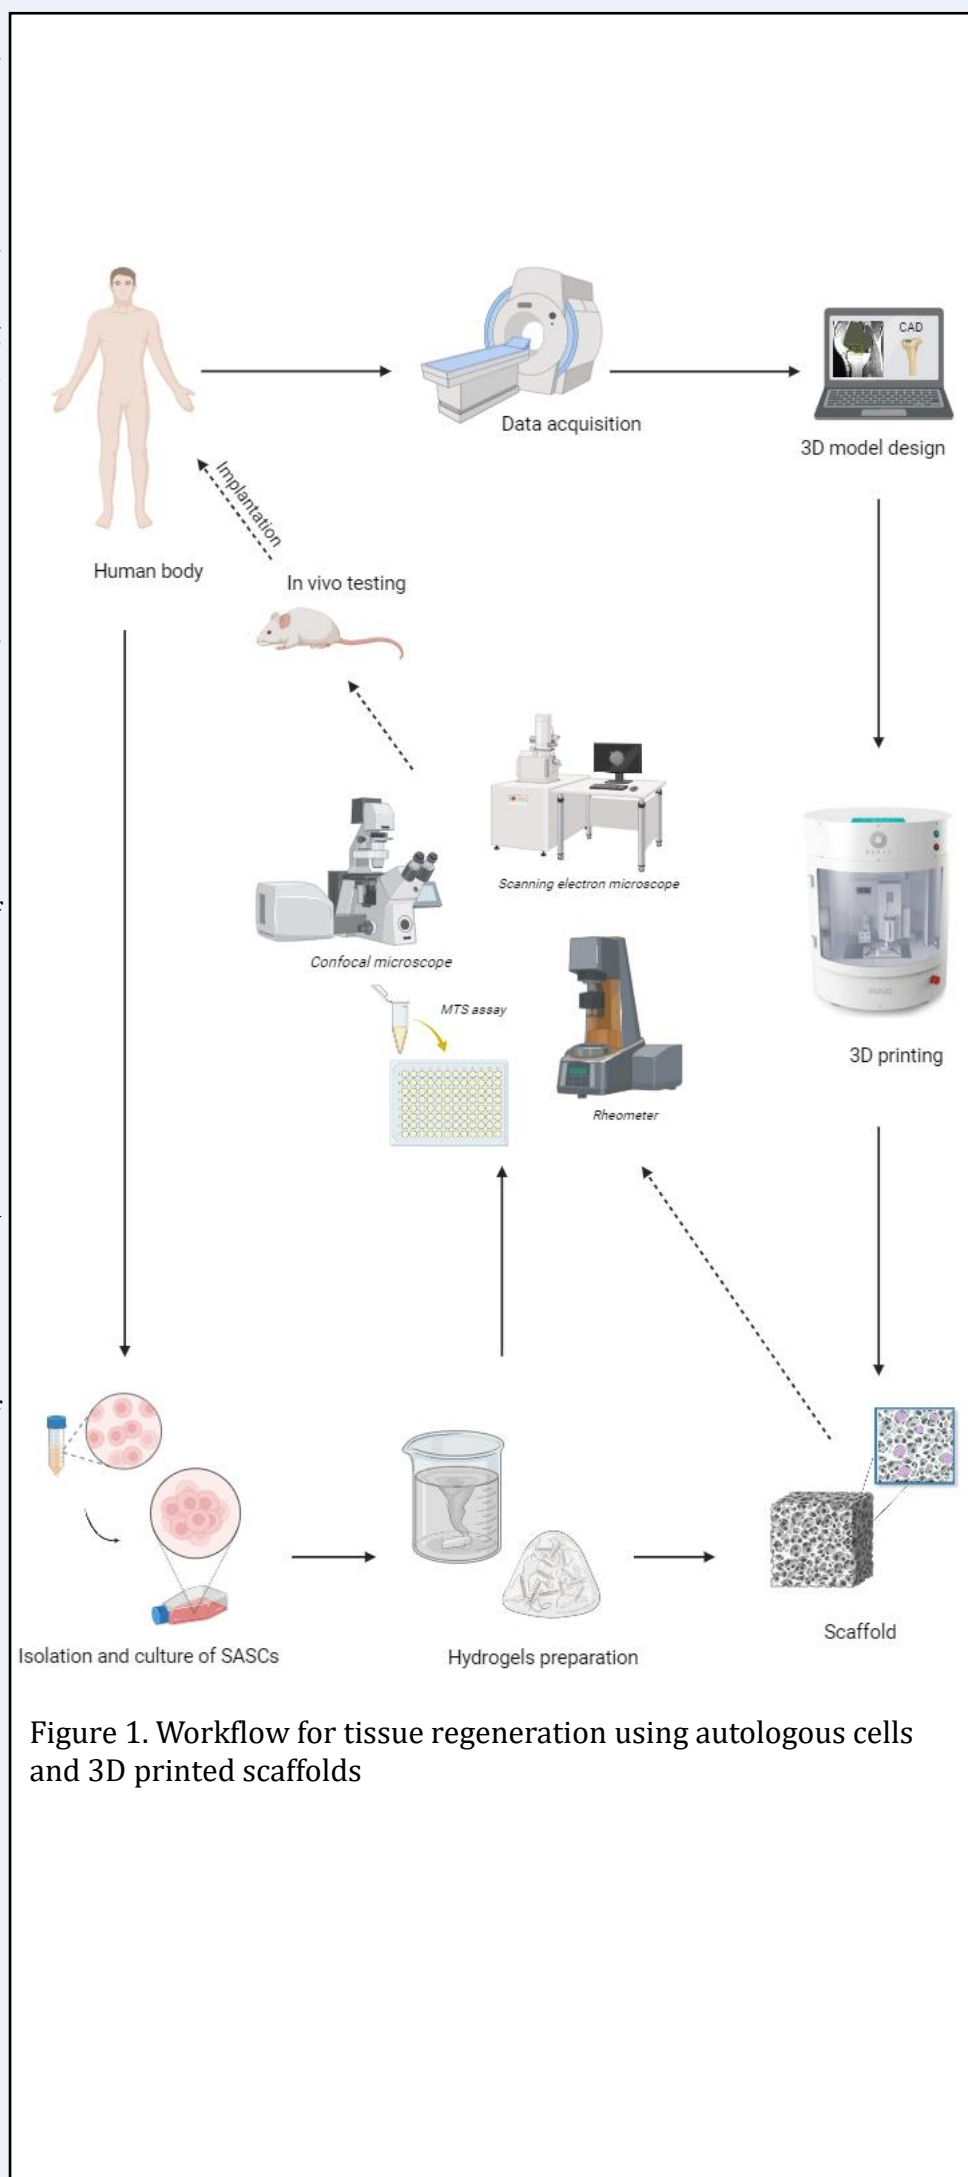 CAD
Data acquisition
3D model design
Implantation
Human body
In vivo testing
Scanning electron microscope
Confocal microscope
MTS assay
3D printing
Rheometer
Isolation and culture of SASCs
Hydrogels preparation
Scaffold
Figure 1. Workflow for tissue regeneration using autologous cells
and 3D printed scaffolds